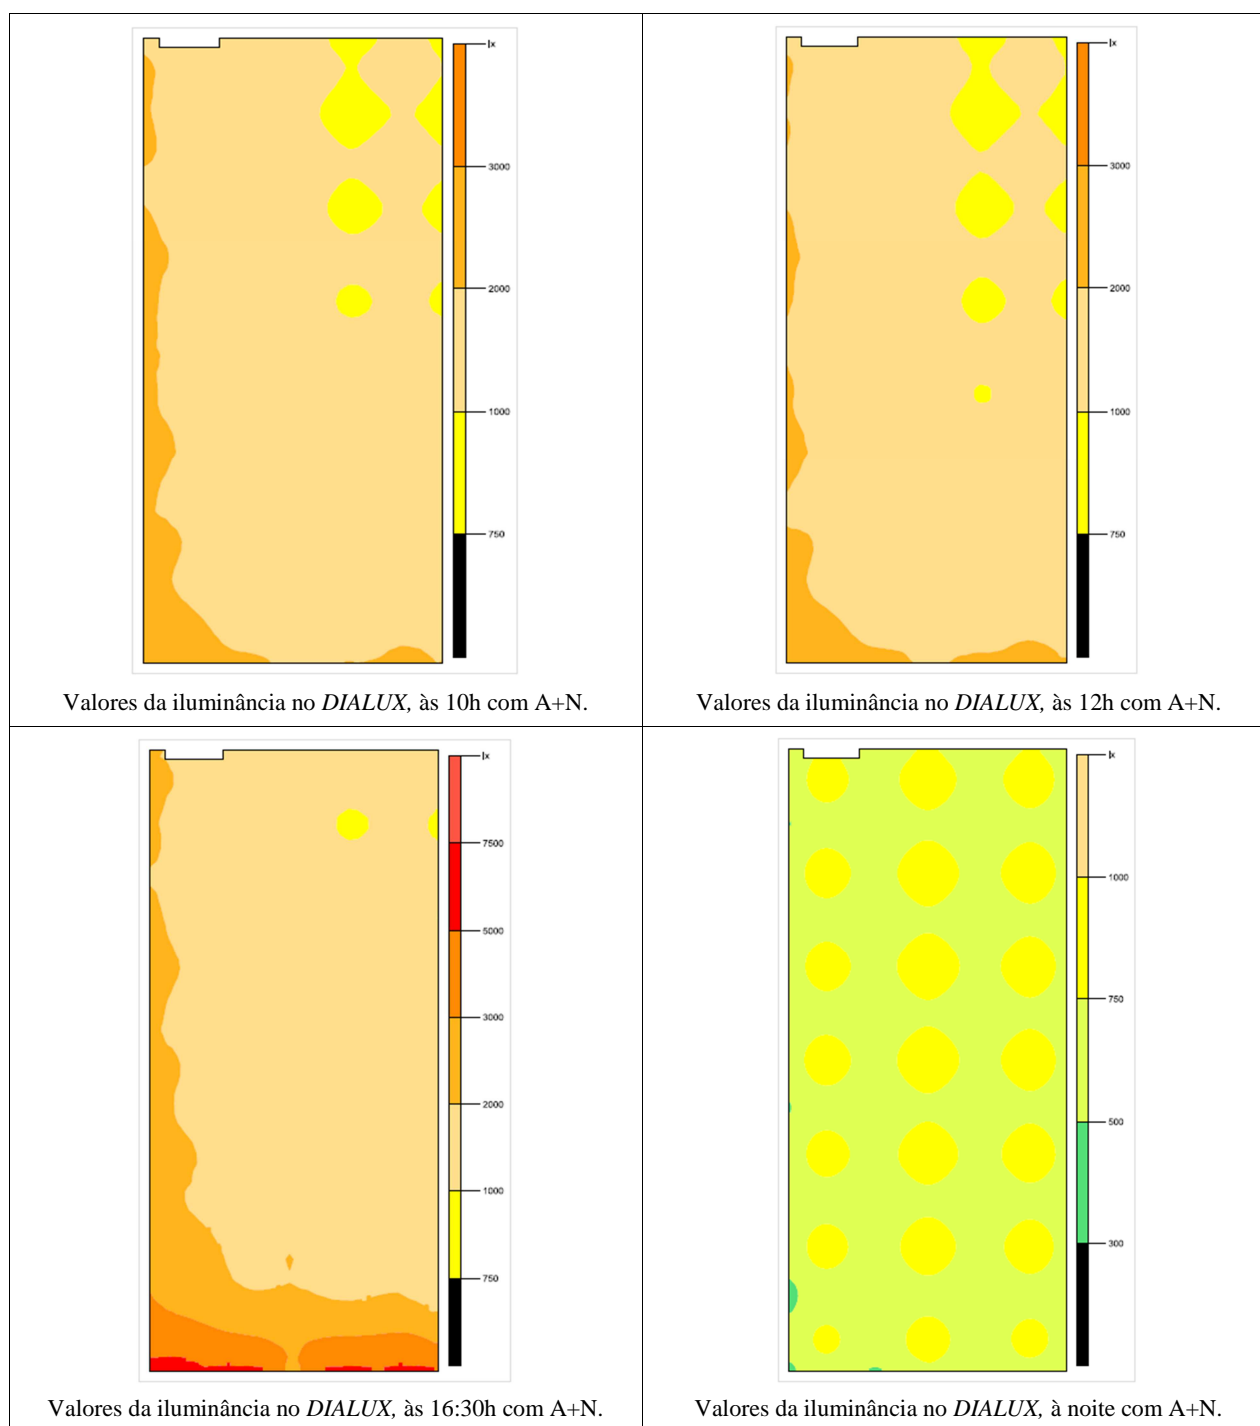 lx
3000
2000
1000
750
Valores da iluminância no DIALUX, às 10h com A+N.
lx
3000
2000
1000
750
Valores da iluminância no DIALUX, às 12h com A+N.
lx
7500
5000
3000
2000
1000
750
Valores da iluminância no DIALUX, às 16:30h com A+N.
lx
1000
750
500
300
Valores da iluminância no DIALUX, à noite com A+N.